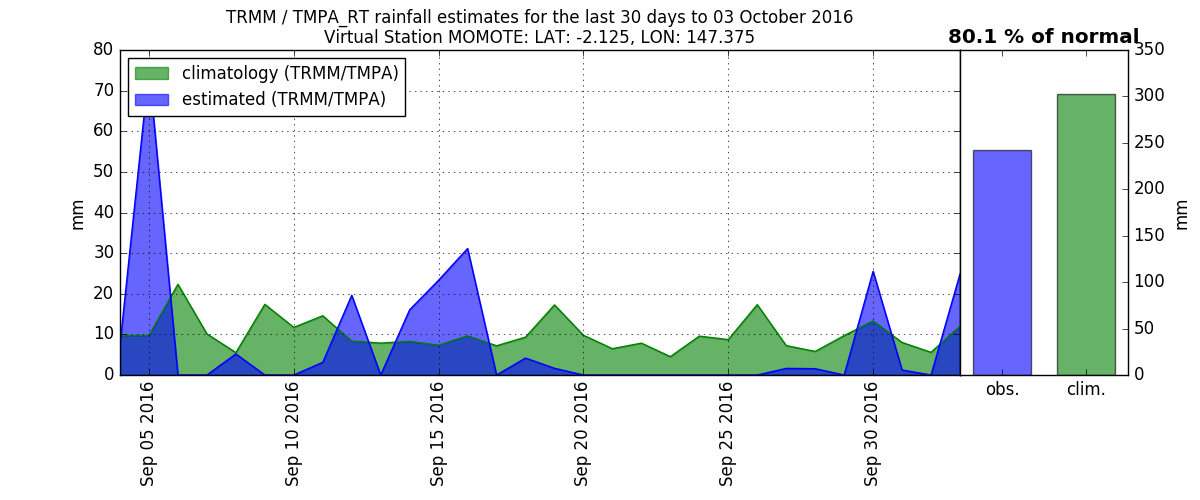 TRMM / TMPA_RT rainfall estimates for the last 30 days to 03 October 2016
Virtual Station MOMOTE: LAT: -2.125, LON: 147.375
80.1 % of normal
climatology (TRMM/TMPA)
estimated (TRMM/TMPA)
80
70
60
50
40
30
20
10
0
mm
Sep 05 2016
Sep 10 2016
Sep 15 2016
Sep 20 2016
Sep 25 2016
Sep 30 2016
obs.
clim.
350
300
250
200
150
100
50
0
mm